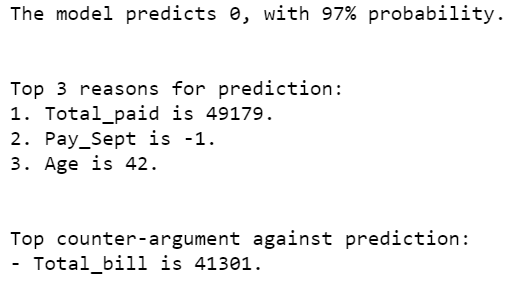 The model predicts 0, with 97% probability.
Top 3 reasons for prediction:
1. Total_paid is 49179.
2. Pay_Sept is -1.
3. Age is 42.
Top counter-argument against prediction:
- Total_bill is 41301.